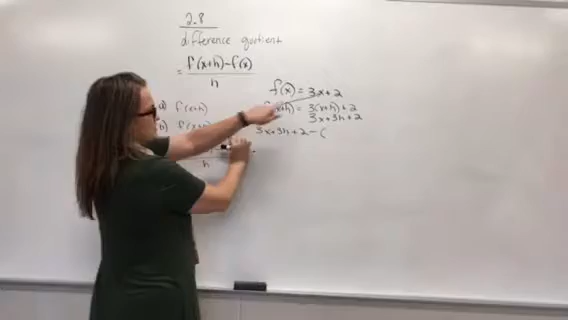 2.8
difference quotient
= f(x+h)-f(x)
h
f(x) = 3x+2
(x+h) = 3(x+h)+2
3x+3h+2
a) f(x+h)
b) f(x+h)
3x+3h+2-(
h